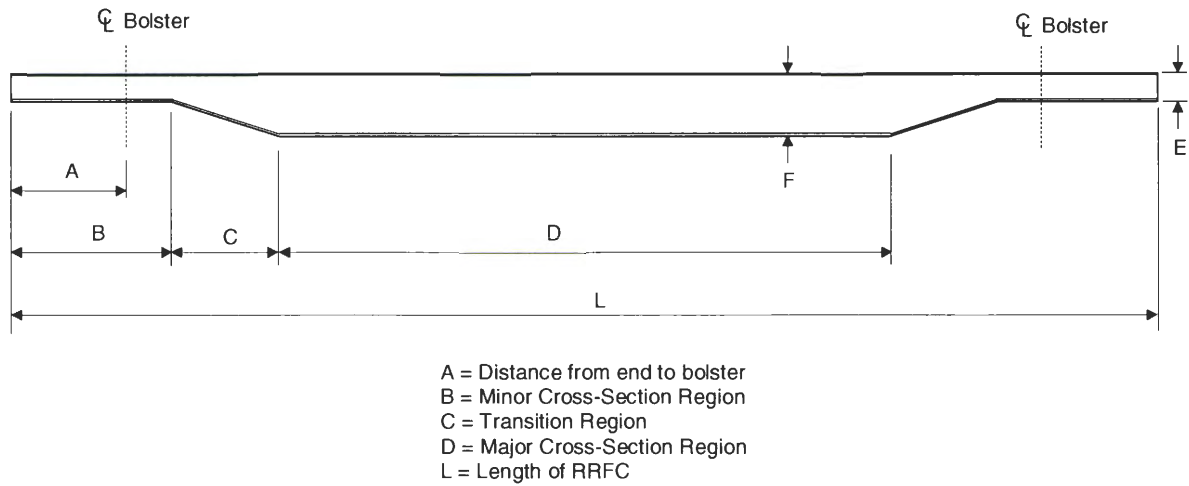 ℄ Bolster
℄ Bolster
E
A
F
B
C
D
L
A = Distance from end to bolster
B = Minor Cross-Section Region
C = Transition Region
D = Major Cross-Section Region
L = Length of RRFC